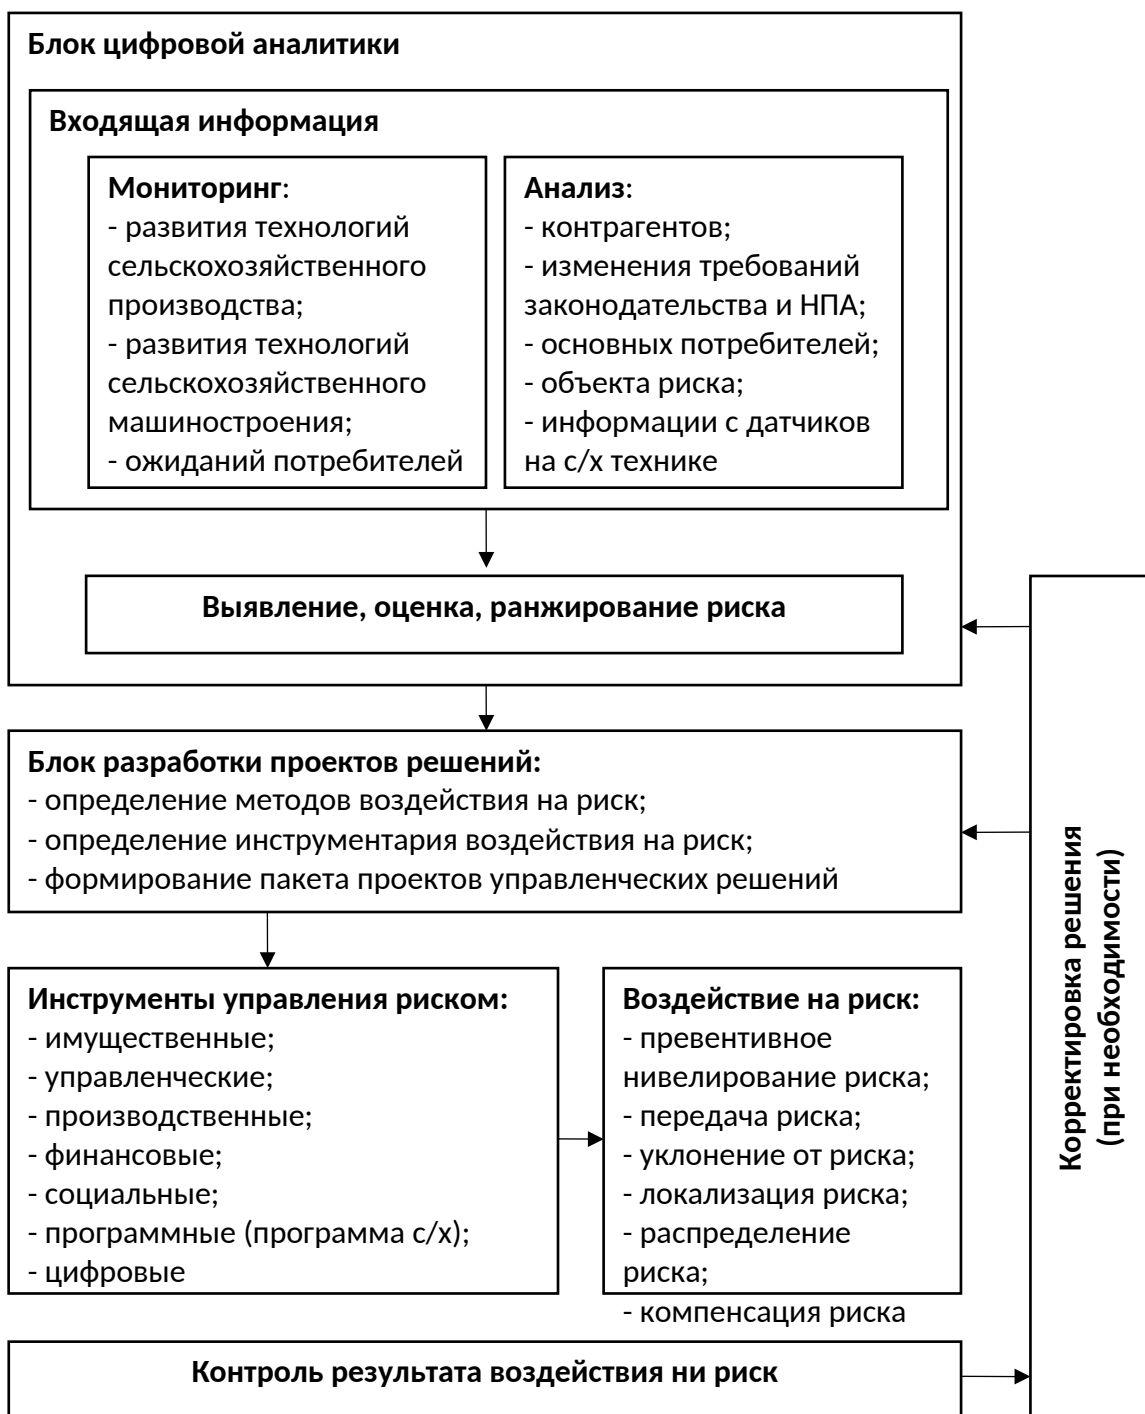 Блок цифровой аналитики
Входящая информация
Мониторинг:
- развития технологий
сельскохозяйственного
производства;
- развития технологий
сельскохозяйственного
машиностроения;
- ожиданий потребителей
Анализ:
- контрагентов;
- изменения требований
законодательства и НПА;
- основных потребителей;
- объекта риска;
- информации с датчиков
на с/х технике
Выявление, оценка, ранжирование риска
Блок разработки проектов решений:
- определение методов воздействия на риск;
- определение инструментария воздействия на риск;
- формирование пакета проектов управленческих решений
Инструменты управления риском:
- имущественные;
- управленческие;
- производственные;
- финансовые;
- социальные;
- программные (программа с/х);
- цифровые
Воздействие на риск:
- превентивное
нивелирование риска;
- передача риска;
- уклонение от риска;
- локализация риска;
- распределение
риска;
- компенсация риска
Контроль результата воздействия ни риск
Корректировка решения
(при необходимости)